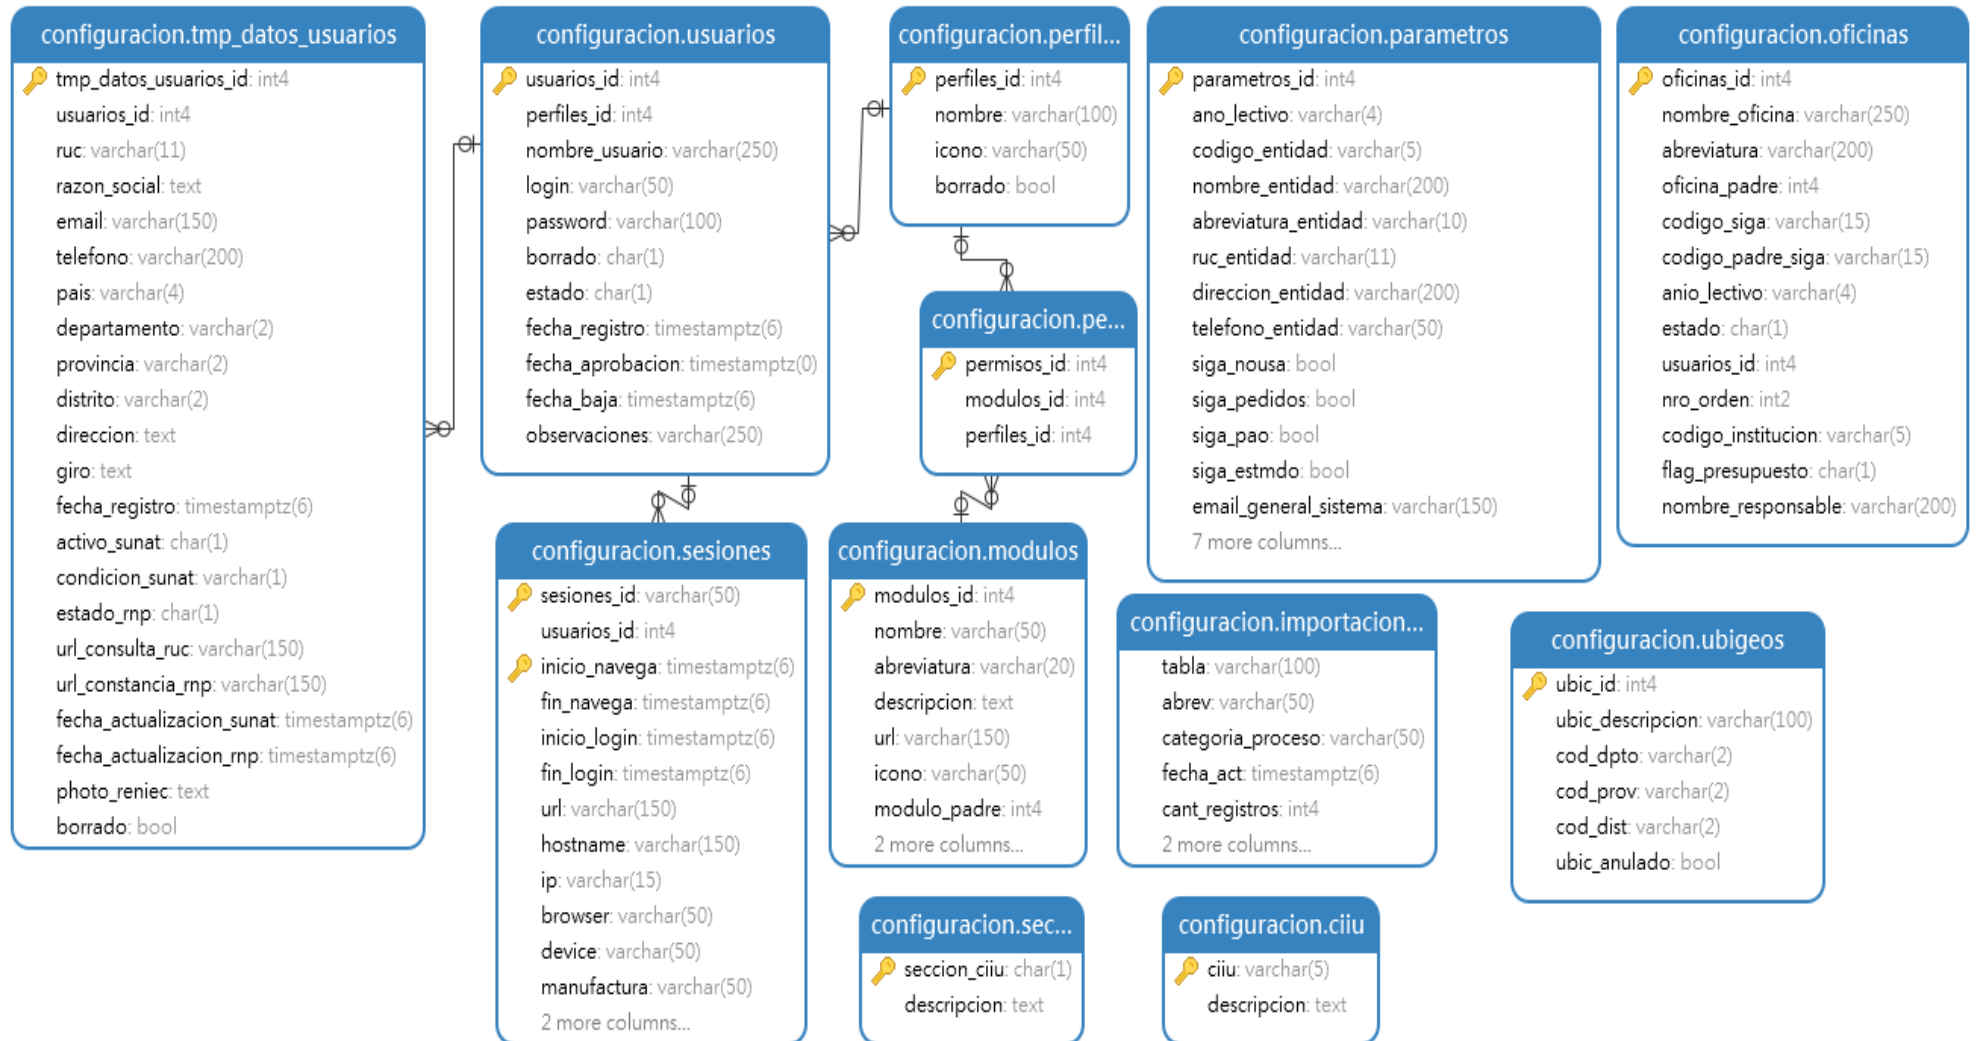 configuracion.tmp_datos_usuarios
tmp_datos_usuarios_id: int4
usuarios_id: int4
ruc: varchar(11)
razon_social: text
email: varchar(150)
telefono: varchar(200)
pais: varchar(4)
departamento: varchar(2)
provincia: varchar(2)
distrito: varchar(2)
direccion: text
giro: text
fecha_registro: timestamptz(6)
activo_sunat: char(1)
condicion_sunat: varchar(1)
estado_rnp: char(1)
url_consulta_ruc: varchar(150)
url_constancia_rnp: varchar(150)
fecha_actualizacion_sunat: timestamptz(6)
fecha_actualizacion_rnp: timestamptz(6)
photo_reniec: text
borrado: bool
configuracion.usuarios
usuarios_id: int4
perfiles_id: int4
nombre_usuario: varchar(250)
login: varchar(50)
password: varchar(100)
borrado: char(1)
estado: char(1)
fecha_registro: timestamptz(6)
fecha_aprobacion: timestamptz(0)
fecha_baja: timestamptz(6)
observaciones: varchar(250)
configuracion.perfil...
perfiles_id: int4
nombre: varchar(100)
icono: varchar(50)
borrado: bool
configuracion.pe...
permisos_id: int4
modulos_id: int4
perfiles_id: int4
configuracion.parametros
parametros_id: int4
ano_lectivo: varchar(4)
codigo_entidad: varchar(5)
nombre_entidad: varchar(200)
abreviatura_entidad: varchar(10)
ruc_entidad: varchar(11)
direccion_entidad: varchar(200)
telefono_entidad: varchar(50)
siga_nousa: bool
siga_pedidos: bool
siga_pao: bool
siga_estmdo: bool
email_general_sistema: varchar(150)
7 more columns...
configuracion.oficinas
oficinas_id: int4
nombre_oficina: varchar(250)
abreviatura: varchar(200)
oficina_padre: int4
codigo_siga: varchar(15)
codigo_padre_siga: varchar(15)
anio_lectivo: varchar(4)
estado: char(1)
usuarios_id: int4
nro_orden: int2
codigo_institucion: varchar(5)
flag_presupuesto: char(1)
nombre_responsable: varchar(200)
configuracion.sesiones
sesiones_id: varchar(50)
usuarios_id: int4
inicio_navega: timestamptz(6)
fin_navega: timestamptz(6)
inicio_login: timestamptz(6)
fin_login: timestamptz(6)
url: varchar(150)
hostname: varchar(150)
ip: varchar(15)
browser: varchar(50)
device: varchar(50)
manufactura: varchar(50)
2 more columns...
configuracion.modulos
modulos_id: int4
nombre: varchar(50)
abreviatura: varchar(20)
descripcion: text
url: varchar(150)
icono: varchar(50)
modulo_padre: int4
2 more columns...
configuracion.importacion...
tabla: varchar(100)
abrev: varchar(50)
categoria_proceso: varchar(50)
fecha_act: timestamptz(6)
cant_registros: int4
2 more columns...
configuracion.ubigeos
ubic_id: int4
ubic_descripcion: varchar(100)
cod_dpto: varchar(2)
cod_prov: varchar(2)
cod_dist: varchar(2)
ubic_anulado: bool
configuracion.sec...
seccion_ciiu: char(1)
descripcion: text
configuracion.ciiu
ciiu: varchar(5)
descripcion: text